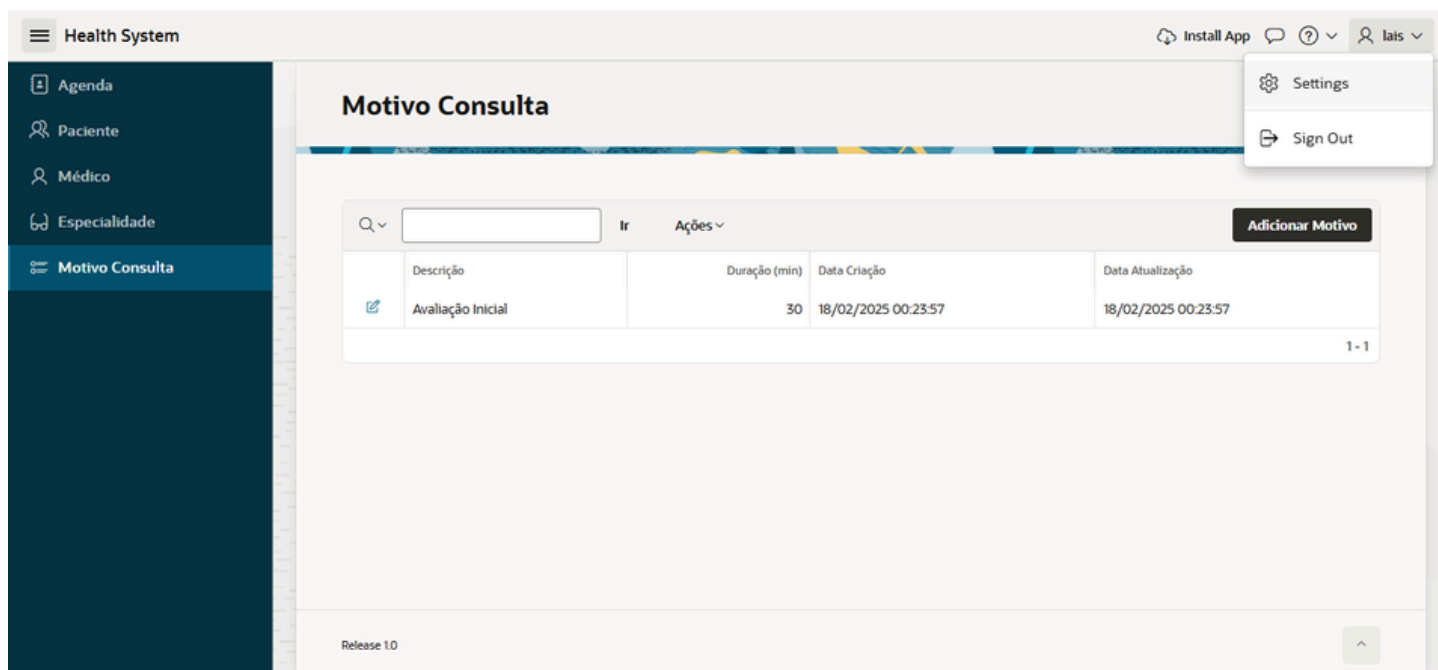 Health System
Install App
lais
Settings
Sign Out
Agenda
Paciente
Médico
Especialidade
Motivo Consulta
Motivo Consulta
Ir Ações Adicionar Motivo
Descrição Duração (min) Data Criação Data Atualização
Avaliação Inicial 30 18/02/2025 00:23:57 18/02/2025 00:23:57
1 - 1
Release 1.0